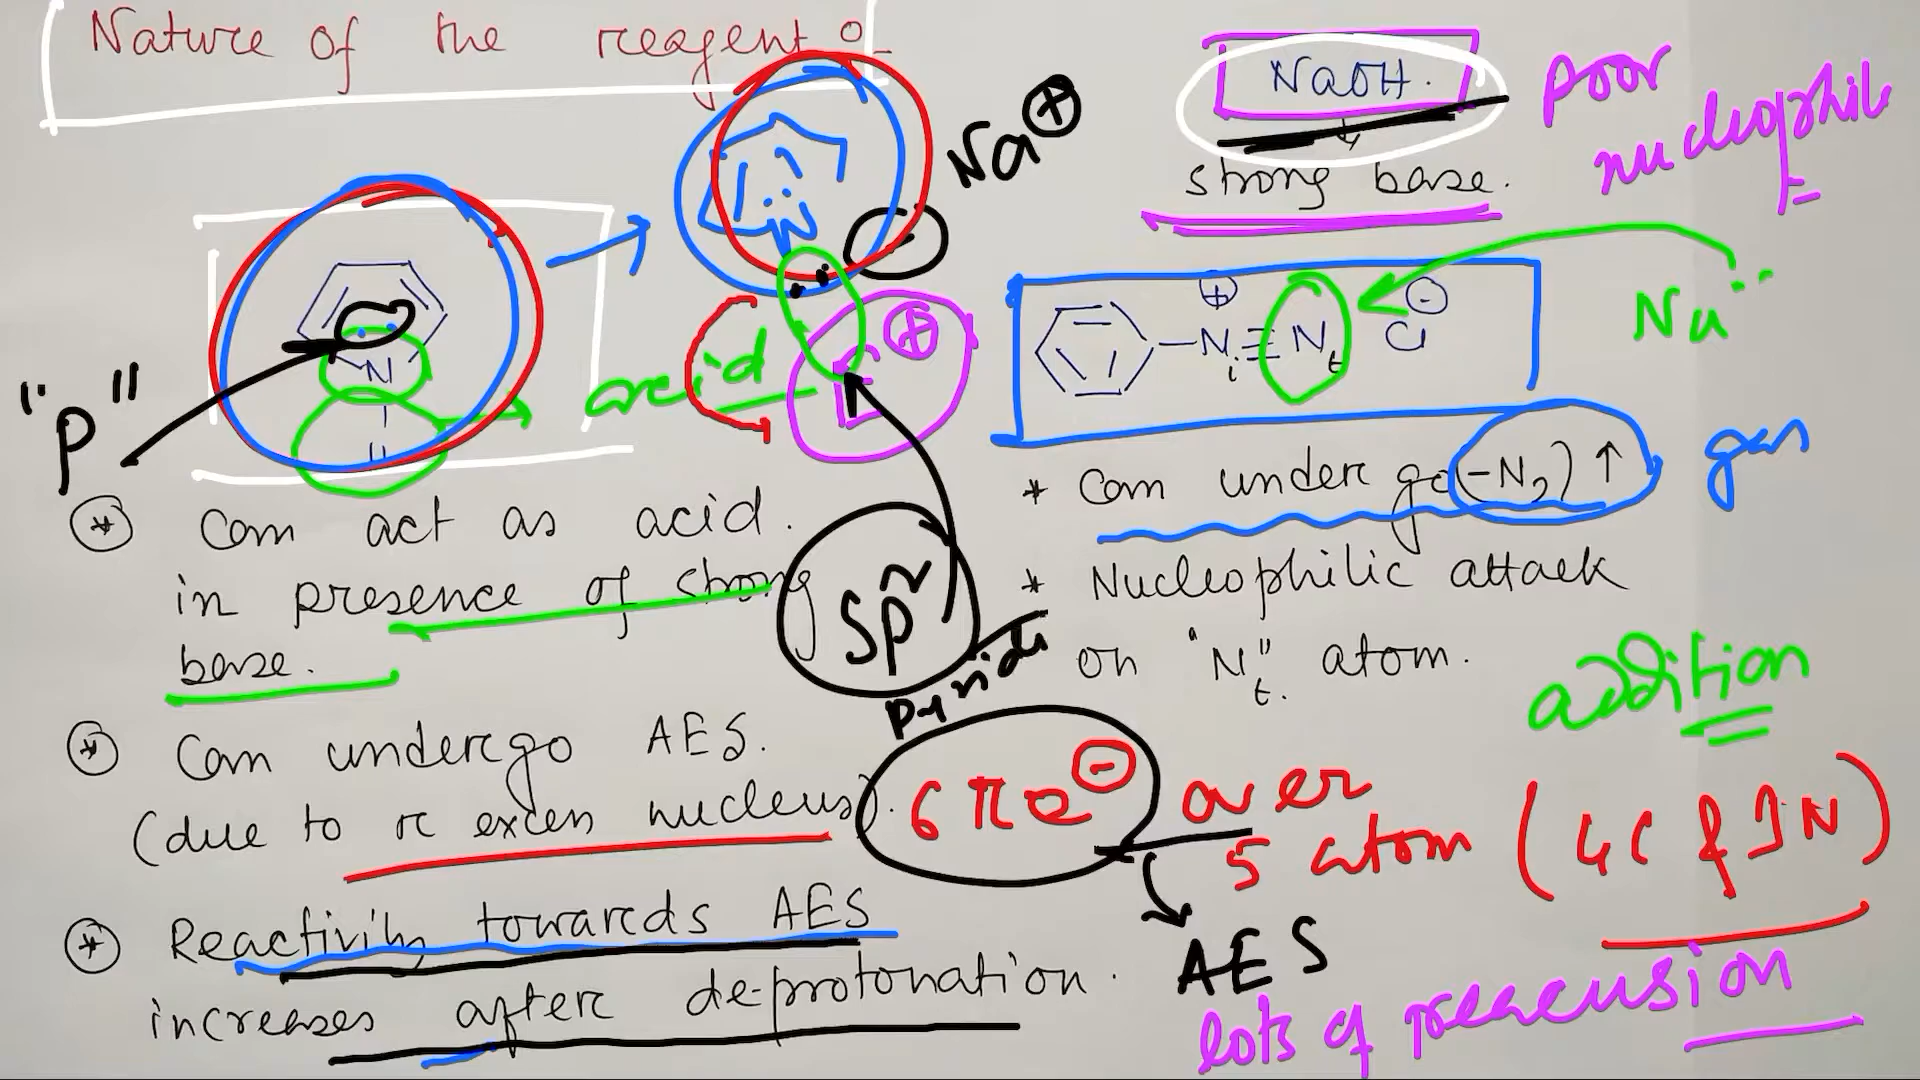 Nature of the reagent :-
NaOH.
Poor
nucleophile
strong base.
Na⊕
N
⊖
"P"
N
H
acid
E⊕
⊕ ⊖
N≡N Cl
i t
Nu¨
* Can act as acid.
in presence of strong
base.
* Can undergo AES.
(due to π excess nucleus).
* Reactivity towards AES
increases after de-protonation.
sp²
* Can undergo (-N₂) ↑
gas
* Nucleophilic attack
on "Nt" atom.
addition
6πe⊖ over
5 atom (4C & 1N)
AES
lots of